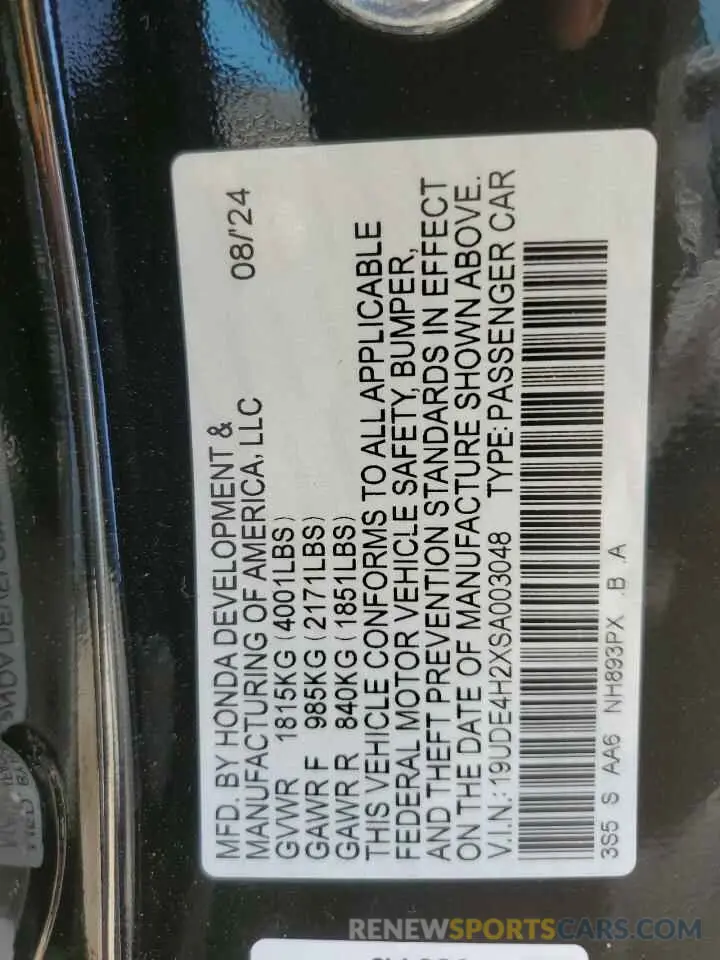 MFD. BY HONDA DEVELOPMENT &
MANUFACTURING OF AMERICA, LLC 08/'24
GVWR 1815KG (4001LBS)
GAWR F 985KG (2171LBS)
GAWR R 840KG (1851LBS)
THIS VEHICLE CONFORMS TO ALL APPLICABLE
FEDERAL MOTOR VEHICLE SAFETY, BUMPER,
AND THEFT PREVENTION STANDARDS IN EFFECT
ON THE DATE OF MANUFACTURE SHOWN ABOVE.
V.I.N.: 19UDE4H2XSA003048 TYPE: PASSENGER CAR
3S5 S AA6 NH893PX .B .A
RENEWSPORTSCARS.COM